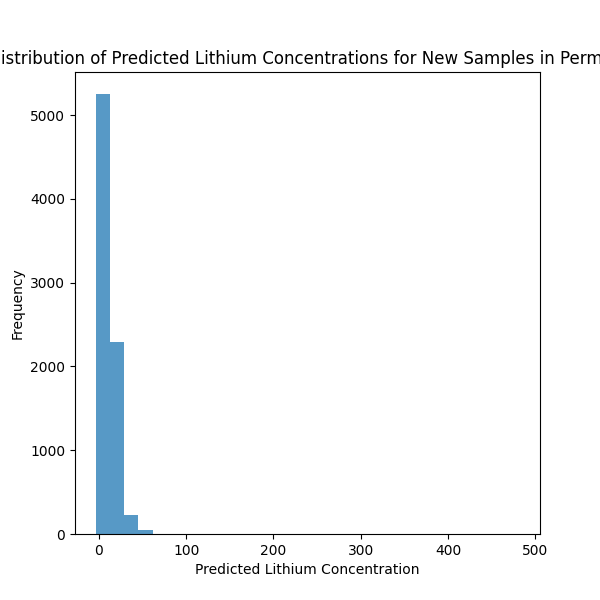 istribution of Predicted Lithium Concentrations for New Samples in Perm
5000
4000
3000
2000
1000
0
Frequency
0 100 200 300 400 500
Predicted Lithium Concentration